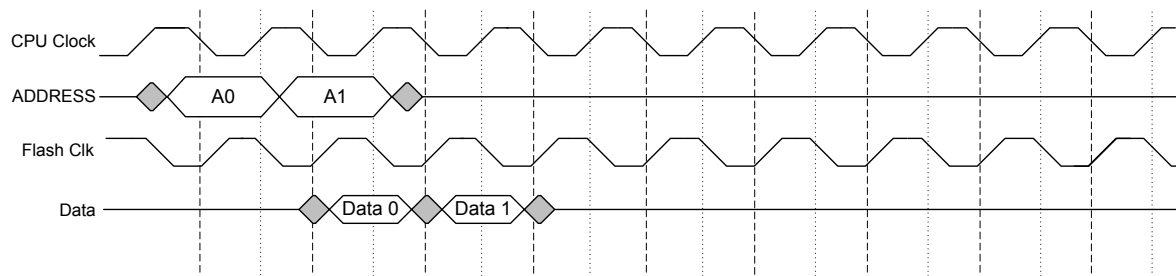 CPU Clock
ADDRESS A0 A1
Flash Clk
Data Data 0 Data 1